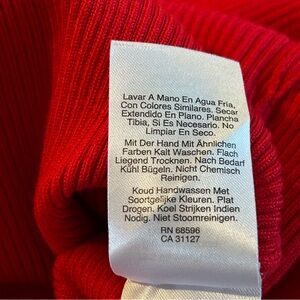 Lavar A Mano En Agua Fria,
Con Colores Similares. Secar
Extendido En Plano. Plancha
Tibia, Si Es Necesario. No
Limpiar En Seco.
Mit Der Hand Mit Ähnlichen
Farben Kalt Waschen. Flach
Liegend Trocknen. Nach Bedarf
Kühl Bügeln. Nicht Chemisch
Reinigen.
Koud Handwassen Met
Soortgelijke Kleuren. Plat
Drogen. Koel Strijken Indien
Nodig. Niet Stoomreinigen.
RN 68596
CA 31127